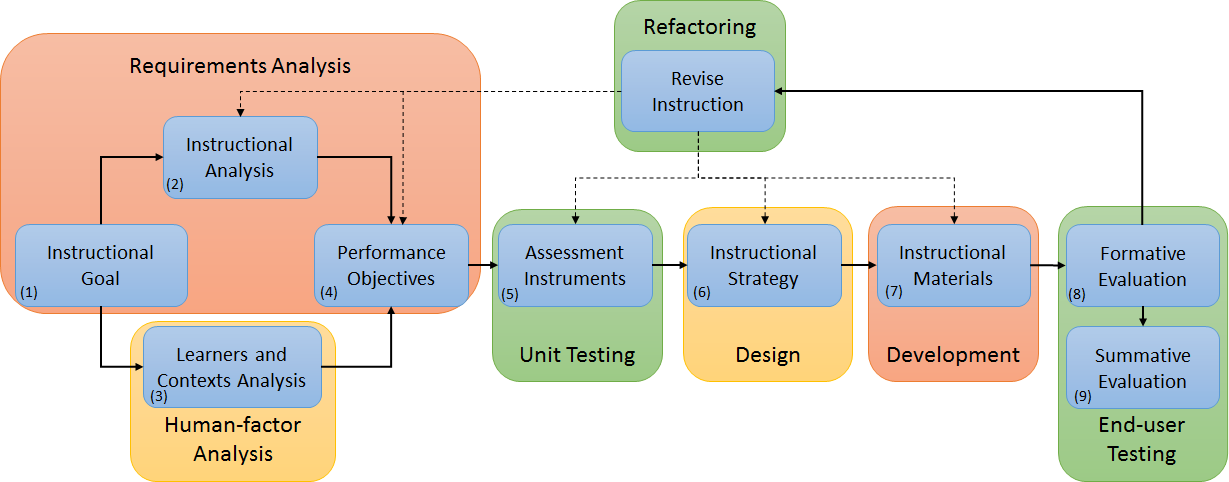 Refactoring
Revise
Instruction
Requirements Analysis
Instructional
Analysis
(2)
Instructional
Goal
(1)
Performance
Objectives
(4)
Learners and
Contexts Analysis
(3)
Human-factor
Analysis
Assessment
Instruments
(5)
Unit Testing
Instructional
Strategy
(6)
Design
Instructional
Materials
(7)
Development
Formative
Evaluation
(8)
Summative
Evaluation
(9)
End-user
Testing